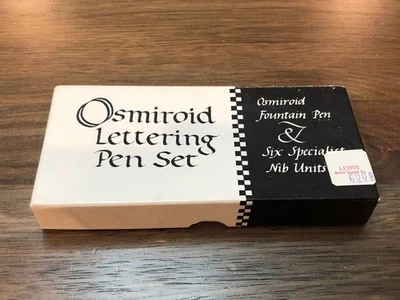 Osmiroid
Lettering
Pen Set
Osmiroid
Fountain Pen
&
Six Specialist
Nib Units
LEWIS